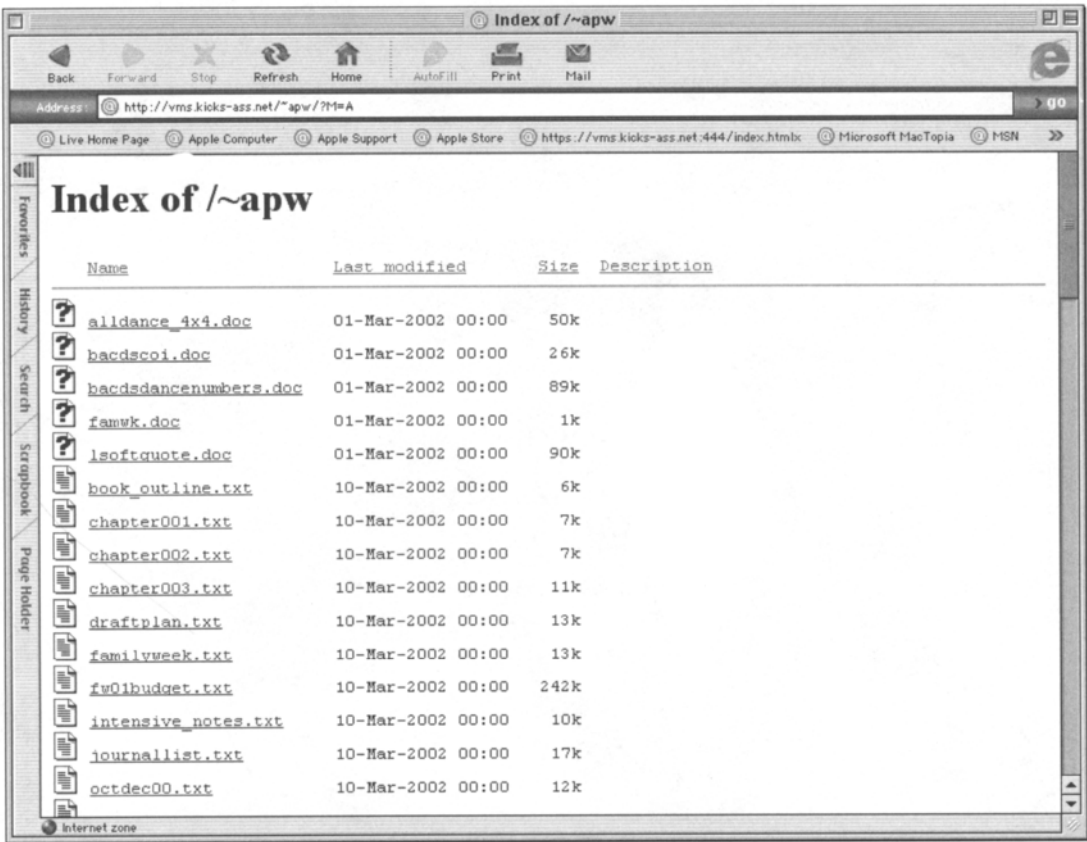 Index of /~apw
Back Forward Stop Refresh Home AutoFill Print Mail
Address: http://vms.kicks-ass.net/~apw/?M=A go
Live Home Page Apple Computer Apple Support Apple Store https://vms.kicks-ass.net:444/index.htmlx Microsoft MacTopia MSN
Favorites
History
Search
Scrapbook
Page Holder
Index of /~apw
Name Last modified Size Description
alldance_4x4.doc 01-Mar-2002 00:00 50k
bacdscoi.doc 01-Mar-2002 00:00 26k
bacdsdancenumbers.doc 01-Mar-2002 00:00 89k
famwk.doc 01-Mar-2002 00:00 1k
lsoftquote.doc 01-Mar-2002 00:00 90k
book_outline.txt 10-Mar-2002 00:00 6k
chapter001.txt 10-Mar-2002 00:00 7k
chapter002.txt 10-Mar-2002 00:00 7k
chapter003.txt 10-Mar-2002 00:00 11k
draftplan.txt 10-Mar-2002 00:00 13k
familyweek.txt 10-Mar-2002 00:00 13k
fw01budget.txt 10-Mar-2002 00:00 242k
intensive_notes.txt 10-Mar-2002 00:00 10k
journallist.txt 10-Mar-2002 00:00 17k
octdec00.txt 10-Mar-2002 00:00 12k
Internet zone